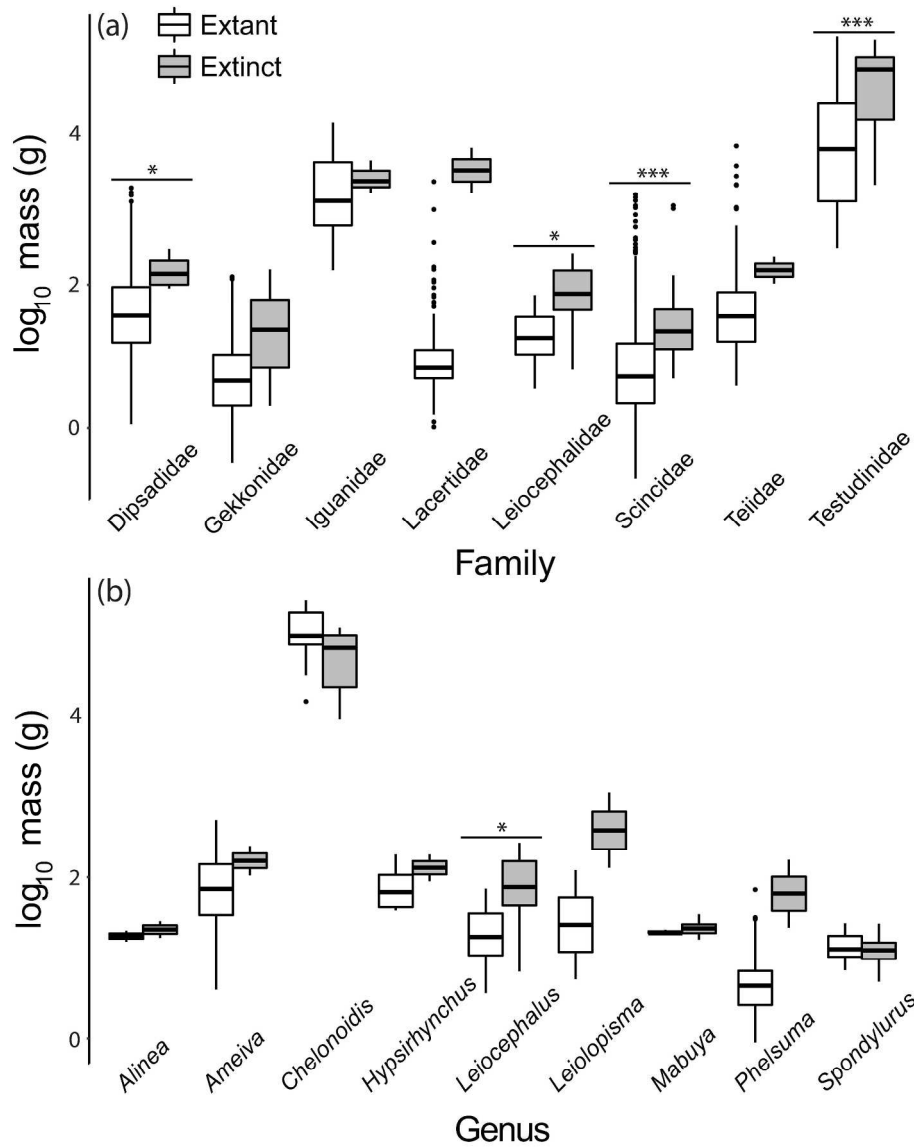 (a)
Extant
Extinct
log10 mass (g)
4
2
0
*
*
***
***
Dipsadidae
Gekkonidae
Iguanidae
Lacertidae
Leiocephalidae
Scincidae
Teiidae
Testudinidae
Family
(b)
log10 mass (g)
4
2
0
*
Alinea
Ameiva
Chelonoidis
Hypsirhynchus
Leiocephalus
Leiolopisma
Mabuya
Phelsuma
Spondylurus
Genus